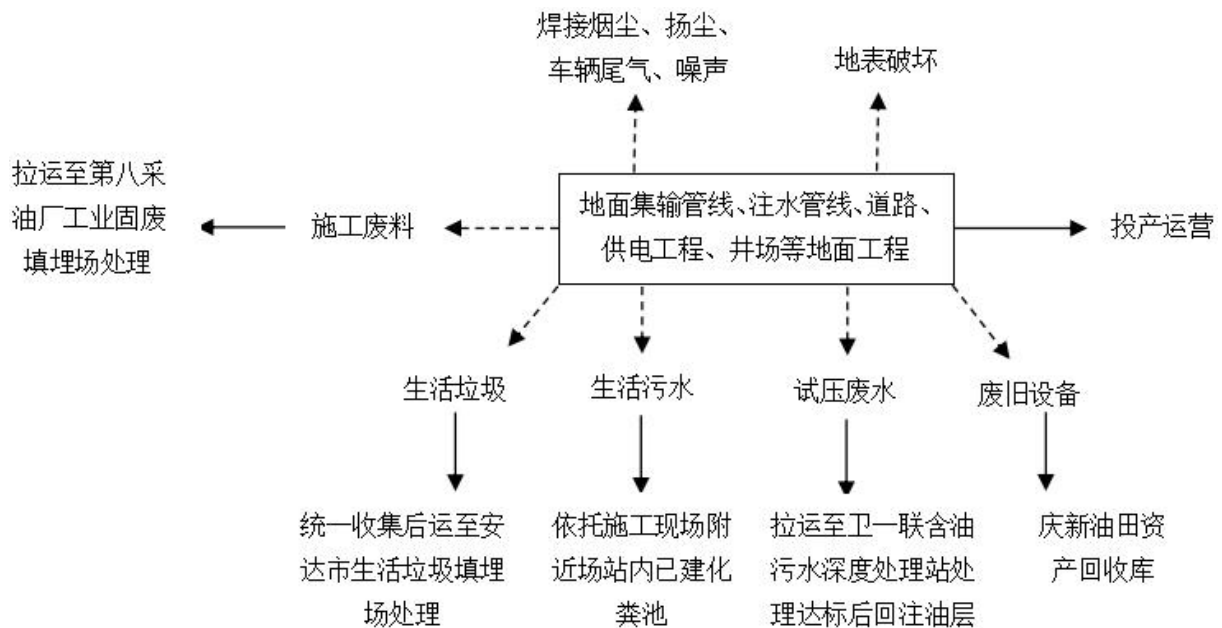 焊接烟尘、扬尘、
车辆尾气、噪声
地表破坏
拉运至第八采
油厂工业固废
填埋场处理
施工废料
地面集输管线、注水管线、道路、
供电工程、井场等地面工程
投产运营
生活垃圾
生活污水
试压废水
废旧设备
统一收集后运至安
达市生活垃圾填埋
场处理
依托施工现场附
近场站内已建化
粪池
拉运至卫一联含油
污水深度处理站处
理达标后回注油层
庆新油田资
产回收库